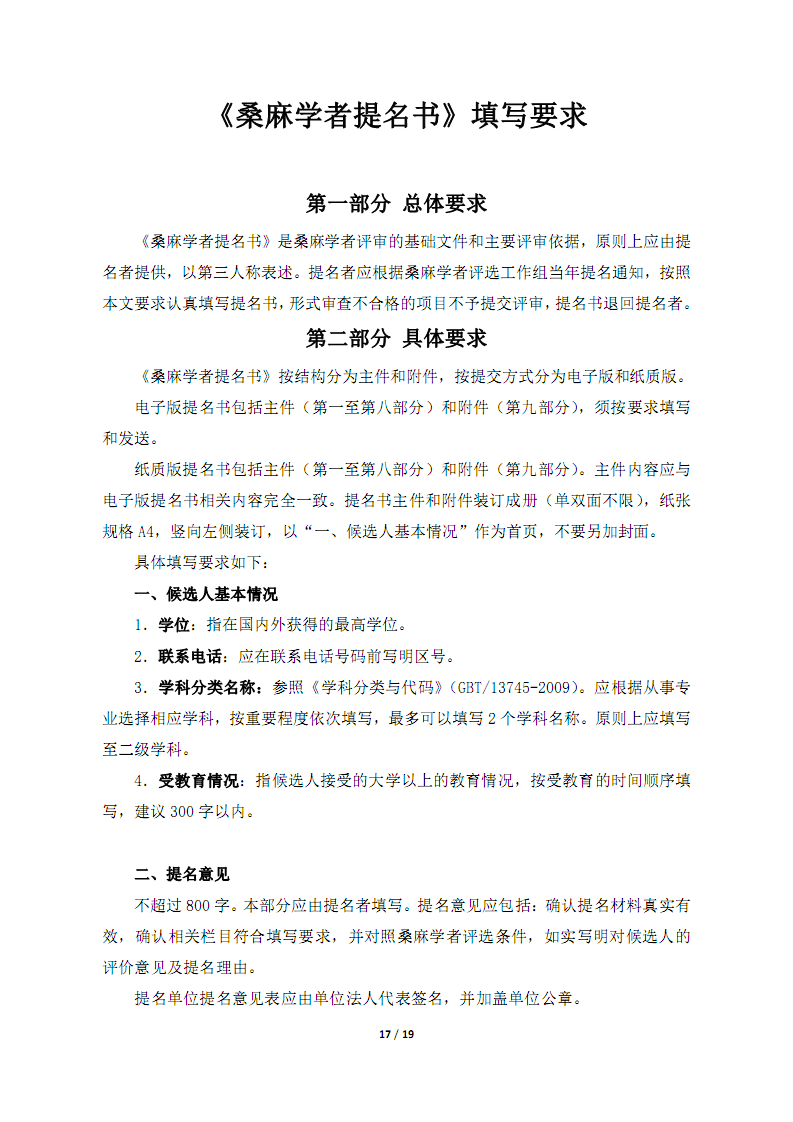 《桑麻学者提名书》填写要求
第一部分 总体要求
《桑麻学者提名书》是桑麻学者评审的基础文件和主要评审依据，原则上应由提
名者提供，以第三人称表述。提名者应根据桑麻学者评选工作组当年提名通知，按照
本文要求认真填写提名书，形式审查不合格的项目不予提交评审，提名书退回提名者。
第二部分 具体要求
《桑麻学者提名书》按结构分为主件和附件，按提交方式分为电子版和纸质版。
电子版提名书包括主件（第一至第八部分）和附件（第九部分），须按要求填写
和发送。
纸质版提名书包括主件（第一至第八部分）和附件（第九部分）。主件内容应与
电子版提名书相关内容完全一致。提名书主件和附件装订成册（单双面不限），纸张
规格 A4，竖向左侧装订，以“一、候选人基本情况”作为首页，不要另加封面。
具体填写要求如下：
一、候选人基本情况
1．学位：指在国内外获得的最高学位。
2．联系电话：应在联系电话号码前写明区号。
3．学科分类名称：参照《学科分类与代码》（GBT/13745-2009）。应根据从事专
业选择相应学科，按重要程度依次填写，最多可以填写 2 个学科名称。原则上应填写
至二级学科。
4．受教育情况：指候选人接受的大学以上的教育情况，按受教育的时间顺序填
写，建议 300 字以内。
二、提名意见
不超过 800 字。本部分应由提名者填写。提名意见应包括：确认提名材料真实有
效，确认相关栏目符合填写要求，并对照桑麻学者评选条件，如实写明对候选人的
评价意见及提名理由。
提名单位提名意见表应由单位法人代表签名，并加盖单位公章。
17 / 19